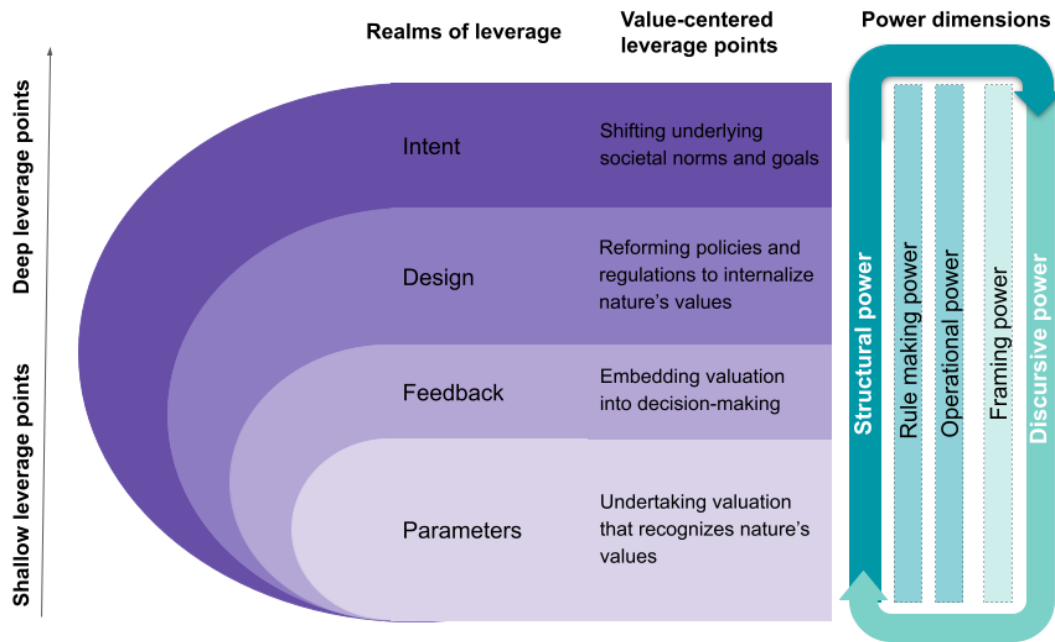 Realms of leverage
Value-centered
leverage points
Power dimensions
Deep leverage points
Shallow leverage points
Intent
Shifting underlying
societal norms and goals
Design
Reforming policies and
regulations to internalize
nature's values
Feedback
Embedding valuation
into decision-making
Parameters
Undertaking valuation
that recognizes nature's
values
Structural power
Rule making power
Operational power
Framing power
Discursive power